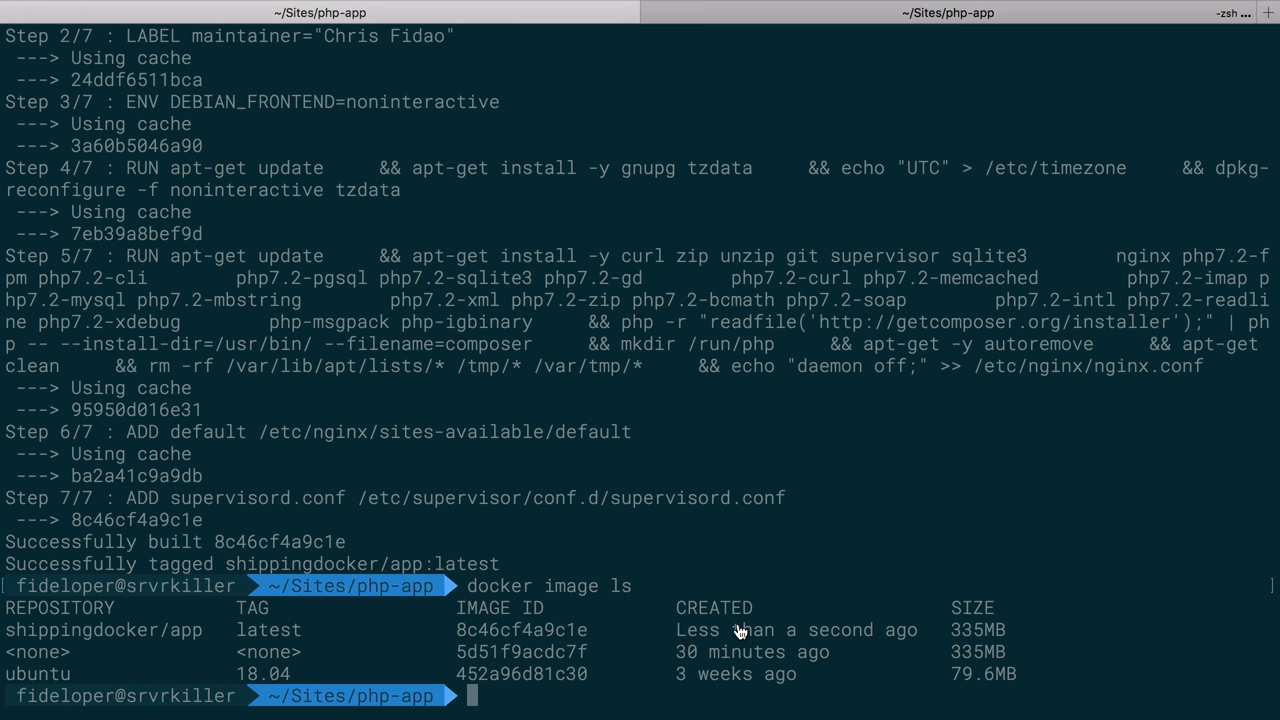 ~/Sites/php-app ~/Sites/php-app -zsh ... +
Step 2/7 : LABEL maintainer="Chris Fidao"
---> Using cache
---> 24ddf6511bca
Step 3/7 : ENV DEBIAN_FRONTEND=noninteractive
---> Using cache
---> 3a60b5046a90
Step 4/7 : RUN apt-get update     && apt-get install -y gnupg tzdata     && echo "UTC" > /etc/timezone     && dpkg-
reconfigure -f noninteractive tzdata
---> Using cache
---> 7eb39a8bef9d
Step 5/7 : RUN apt-get update     && apt-get install -y curl zip unzip git supervisor sqlite3        nginx php7.2-f
pm php7.2-cli         php7.2-pgsql php7.2-sqlite3 php7.2-gd        php7.2-curl php7.2-memcached        php7.2-imap p
hp7.2-mysql php7.2-mbstring        php7.2-xml php7.2-zip php7.2-bcmath php7.2-soap        php7.2-intl php7.2-readli
ne php7.2-xdebug        php-msgpack php-igbinary     && php -r "readfile('http://getcomposer.org/installer');" | ph
p -- --install-dir=/usr/bin/ --filename=composer     && mkdir /run/php     && apt-get -y autoremove     && apt-get
clean     && rm -rf /var/lib/apt/lists/* /tmp/* /var/tmp/*     && echo "daemon off;" >> /etc/nginx/nginx.conf
---> Using cache
---> 95950d016e31
Step 6/7 : ADD default /etc/nginx/sites-available/default
---> Using cache
---> ba2a41c9a9db
Step 7/7 : ADD supervisord.conf /etc/supervisor/conf.d/supervisord.conf
---> 8c46cf4a9c1e
Successfully built 8c46cf4a9c1e
Successfully tagged shippingdocker/app:latest
[ fideloper@srvrkiller ~/Sites/php-app docker image ls ]
REPOSITORY TAG IMAGE ID CREATED SIZE
shippingdocker/app latest 8c46cf4a9c1e Less than a second ago 335MB
<none> <none> 5d51f9acdc7f 30 minutes ago 335MB
ubuntu 18.04 452a96d81c30 3 weeks ago 79.6MB
fideloper@srvrkiller ~/Sites/php-app